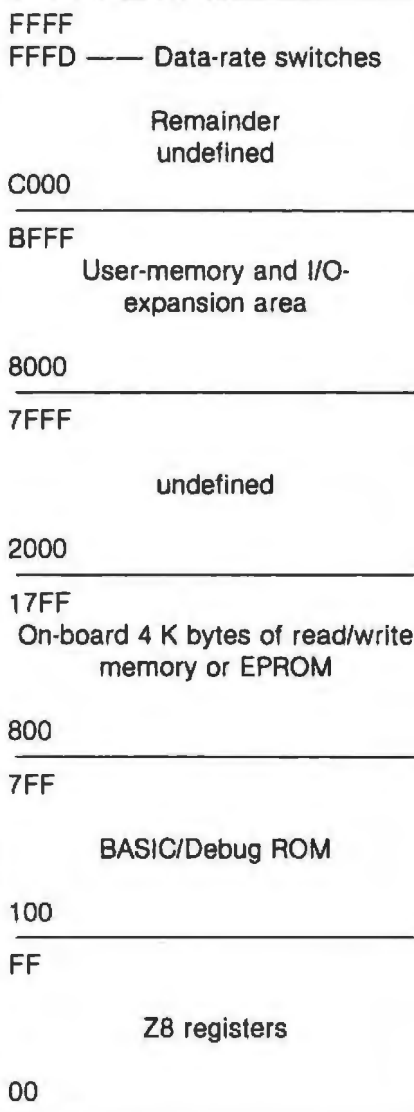 FFFF
FFFD —— Data-rate switches
Remainder
undefined
C000
BFFF
User-memory and I/O-
expansion area
8000
7FFF
undefined
2000
17FF
On-board 4 K bytes of read/write
memory or EPROM
800
7FF
BASIC/Debug ROM
100
FF
Z8 registers
00